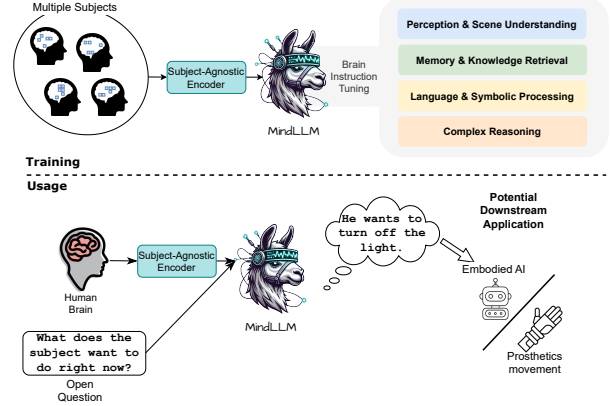 Multiple Subjects
Subject-Agnostic
Encoder
MindLLM
Brain
Instruction
Tuning
Perception & Scene Understanding
Memory & Knowledge Retrieval
Language & Symbolic Processing
Complex Reasoning
Training
Usage
Human
Brain
Subject-Agnostic
Encoder
MindLLM
What does the
subject want to
do right now?
Open
Question
He wants to
turn off the
light.
Potential
Downstream
Application
Embodied AI
Prosthetics
movement